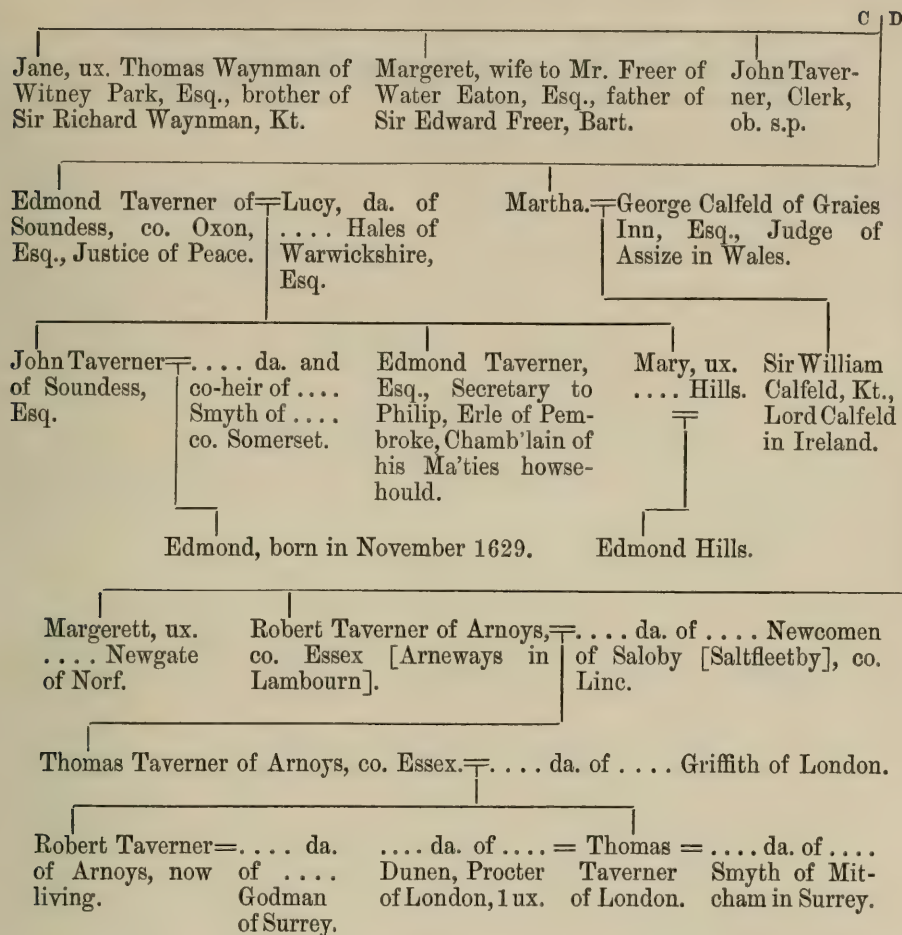 C D
Jane, ux. Thomas Waynman of
Witney Park, Esq., brother of
Sir Richard Waynman, Kt.
Margeret, wife to Mr. Freer of
Water Eaton, Esq., father of
Sir Edward Freer, Bart.
John Taver-
ner, Clerk,
ob. s.p.
Edmond Taverner of
Soundess, co. Oxon,
Esq., Justice of Peace.
=Lucy, da. of
.... Hales of
Warwickshire,
Esq.
Martha.=
George Calfeld of Graies
Inn, Esq., Judge of
Assize in Wales.
John Taverner=
of Soundess,
Esq.
.... da. and
co-heir of ....
Smyth of ....
co. Somerset.
Edmond Taverner,
Esq., Secretary to
Philip, Erle of Pem-
broke, Chamb'lain of
his Ma'ties howse-
hould.
Mary, ux.
.... Hills.
Sir William
Calfeld, Kt.,
Lord Calfeld
in Ireland.
Edmond, born in November 1629.
Edmond Hills.
Margerett, ux.
.... Newgate
of Norf.
Robert Taverner of Arnoys,=
co. Essex [Arneways in
Lambourn].
.... da. of .... Newcomen
of Saloby [Saltfleetby], co.
Linc.
Thomas Taverner of Arnoys, co. Essex.=.... da. of .... Griffith of London.
Robert Taverner=
of Arnoys, now
living.
.... da.
of ....
Godman
of Surrey.
.... da. of ....
Dunen, Procter
of London, 1 ux.
= Thomas =
Taverner
of London.
.... da. of ....
Smyth of Mit-
cham in Surrey.